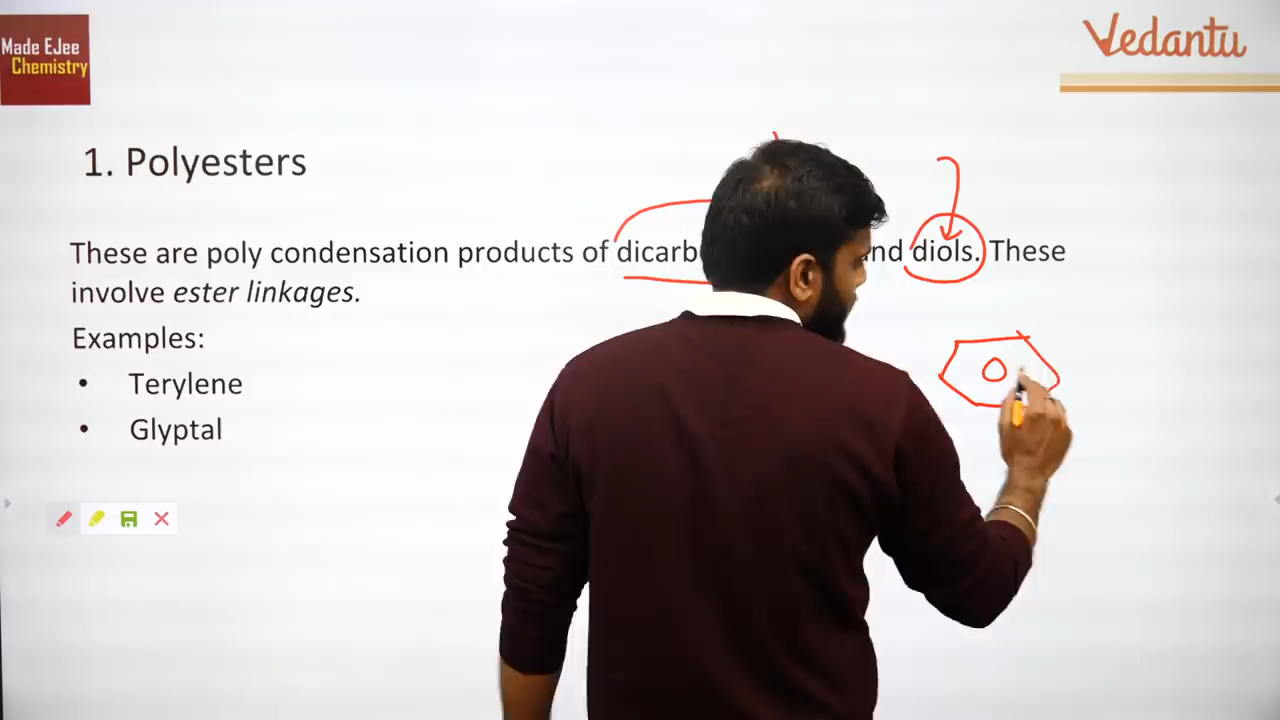 Made EJee
Chemistry
Vedantu
1. Polyesters
These are poly condensation products of dicarb nd diols. These
involve ester linkages.
Examples:
• Terylene
• Glyptal